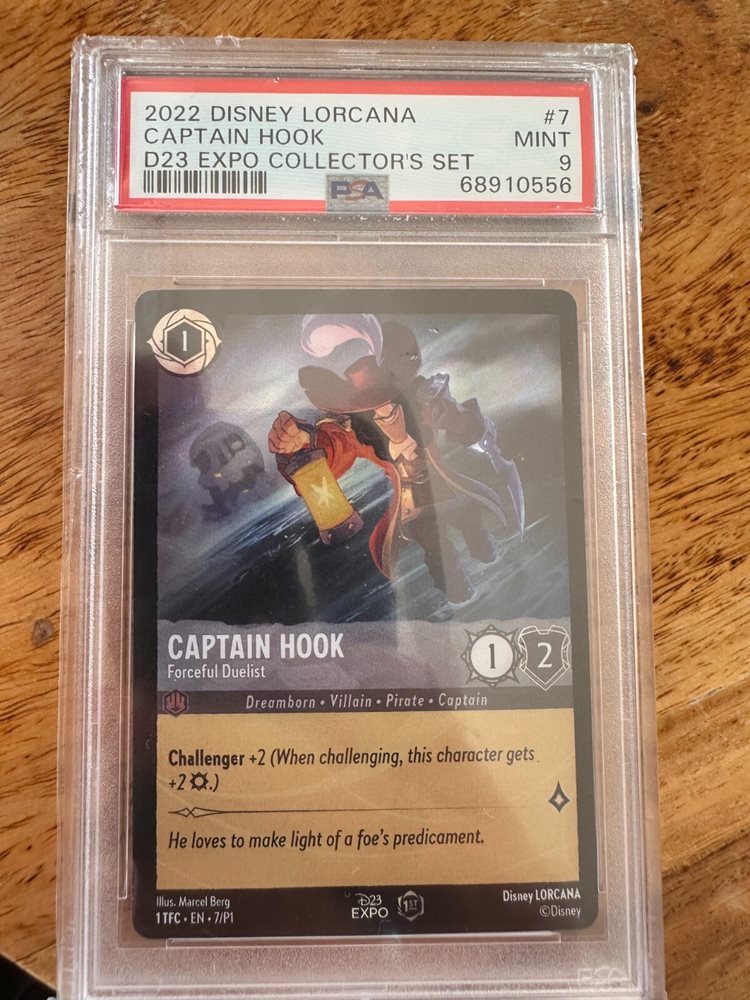 2022 DISNEY LORCANA #7
CAPTAIN HOOK MINT
D23 EXPO COLLECTOR'S SET 9
PSA 68910556
1
CAPTAIN HOOK
Forceful Duelist
1 2
Dreamborn • Villain • Pirate • Captain
Challenger +2 (When challenging, this character gets
+2 .)
He loves to make light of a foe's predicament.
Illus. Marcel Berg
1TFC • EN • 7/P1
D23
EXPO
1ST
Disney LORCANA
©Disney
PSA